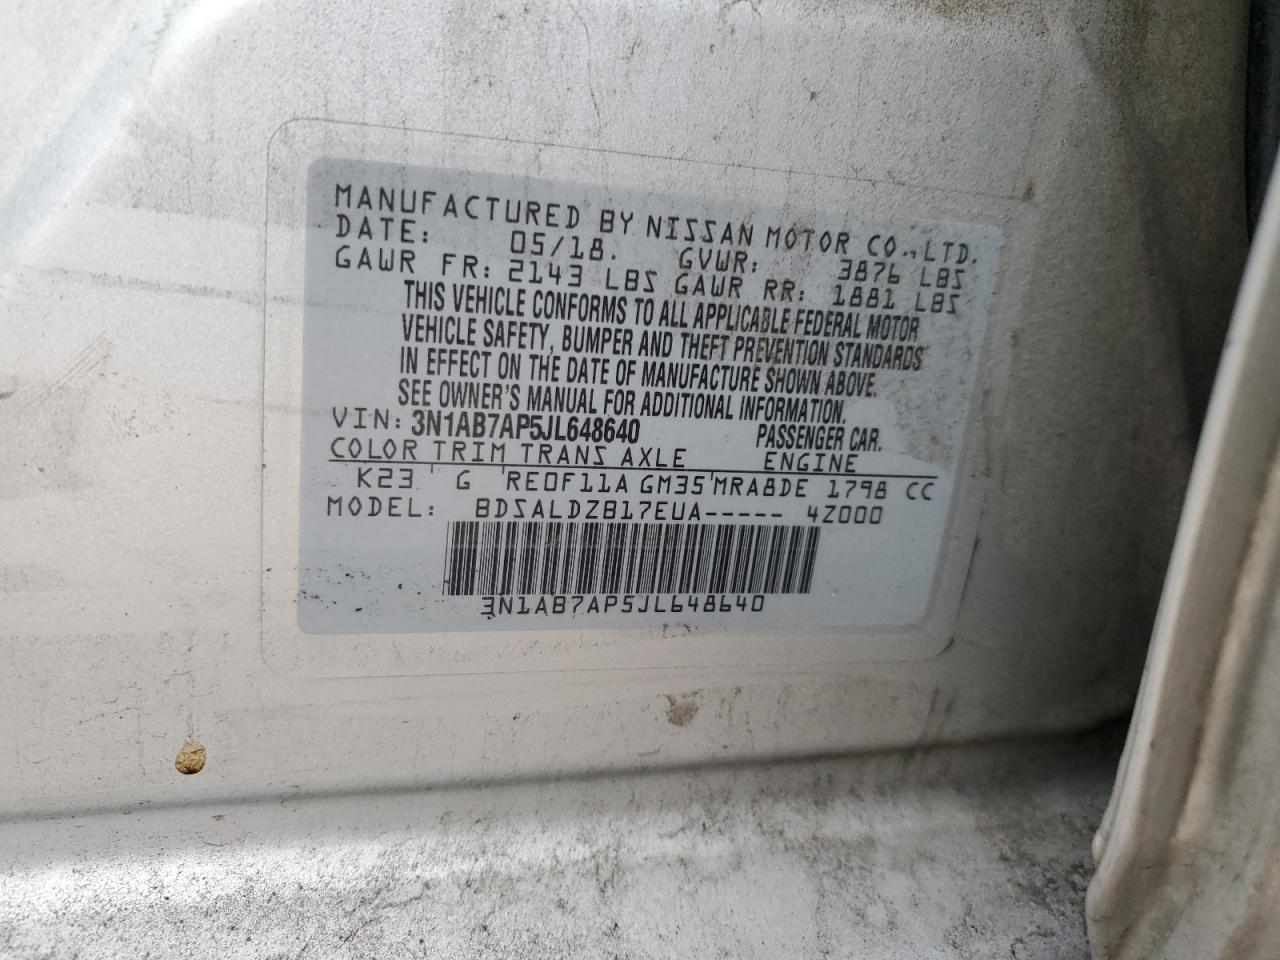 MANUFACTURED BY NISSAN MOTOR CO.,LTD.
DATE: 05/18. GVWR: 3876 LBS
GAWR FR: 2143 LBS GAWR RR: 1881 LBS
THIS VEHICLE CONFORMS TO ALL APPLICABLE FEDERAL MOTOR
VEHICLE SAFETY, BUMPER AND THEFT PREVENTION STANDARDS
IN EFFECT ON THE DATE OF MANUFACTURE SHOWN ABOVE.
SEE OWNER'S MANUAL FOR ADDITIONAL INFORMATION.
VIN: 3N1AB7AP5JL648640 PASSENGER CAR.
COLOR TRIM TRANS AXLE ENGINE
K23 G RE0F11A GM35 MRA8DE 1798 CC
MODEL: BDSALDZB17EUA----- 4Z000
3N1AB7AP5JL648640